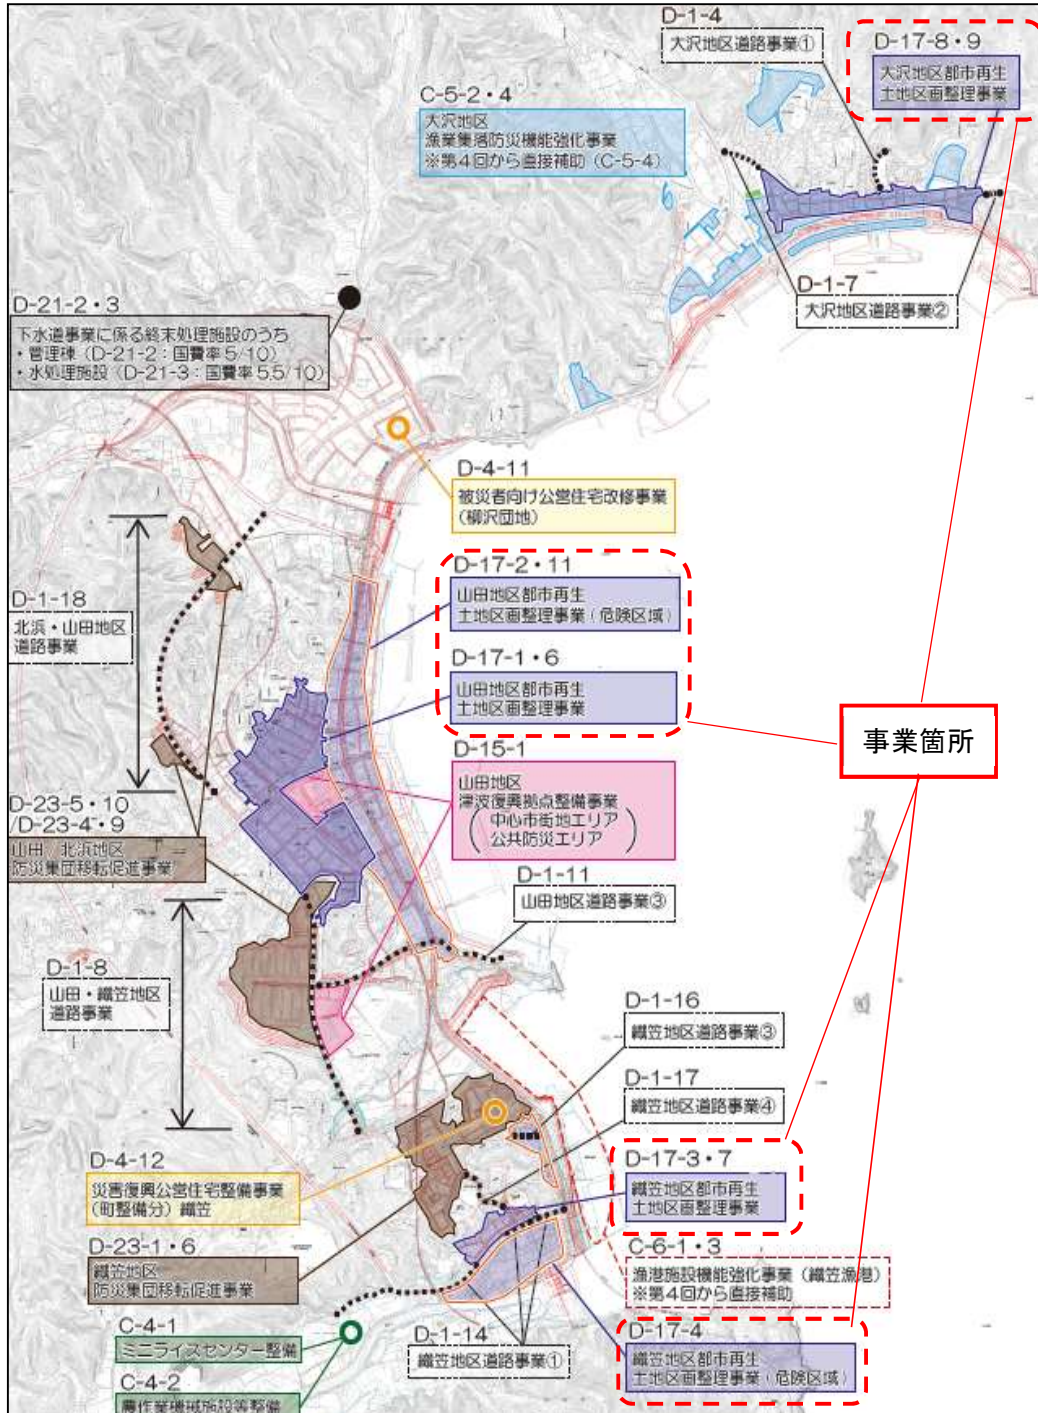 D-1-4
大沢地区道路事業①
D-17-8・9
大沢地区都市再生
土地区画整理事業
C-5-2・4
大沢地区
漁業集落防災機能強化事業
※第4回から直接補助(C-5-4)
D-1-7
大沢地区道路事業②
D-21-2・3
下水道事業に係る終末処理施設のうち
・管理棟(D-21-2:国費率5/10)
・水処理施設(D-21-3:国費率5.5/10)
D-4-11
被災者向け公営住宅改修事業
(柳沢団地)
D-17-2・11
山田地区都市再生
土地区画整理事業(危険区域)
D-1-18
北浜・山田地区
道路事業
D-17-1・6
山田地区都市再生
土地区画整理事業
事業箇所
D-15-1
山田地区
津波復興拠点整備事業
(中心市街地エリア
公共防災エリア)
D-23-5・10
/D-23-4・9
山田 北浜地区
防災集団移転促進事業
D-1-11
山田地区道路事業③
D-1-8
山田・織笠地区
道路事業
D-1-16
織笠地区道路事業③
D-1-17
織笠地区道路事業④
D-17-3・7
織笠地区都市再生
土地区画整理事業
D-4-12
災害復興公営住宅整備事業
(町整備分)織笠
D-23-1・6
織笠地区
防災集団移転促進事業
C-6-1・3
漁港施設機能強化事業(織笠漁港)
※第4回から直接補助
C-4-1
ミニライスセンター整備
D-1-14
織笠地区道路事業①
D-17-4
織笠地区都市再生
土地区画整理事業(危険区域)
C-4-2
農作業機械施設等整備